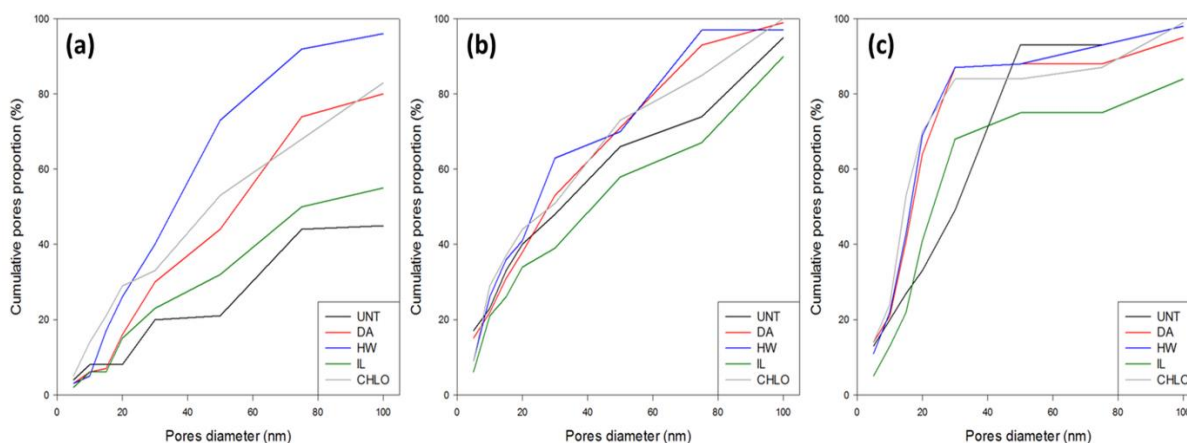 (a)
Cumulative pores proportion (%)
100
80
60
40
20
0
UNT
DA
HW
IL
CHLO
0 20 40 60 80 100
Pores diameter (nm)
(b)
Cumulative pores proportion (%)
100
80
60
40
20
0
UNT
DA
HW
IL
CHLO
0 20 40 60 80 100
Pores diameter (nm)
(c)
Cumulative pores proportion (%)
100
80
60
40
20
0
UNT
DA
HW
IL
CHLO
0 20 40 60 80 100
Pores diameter (nm)